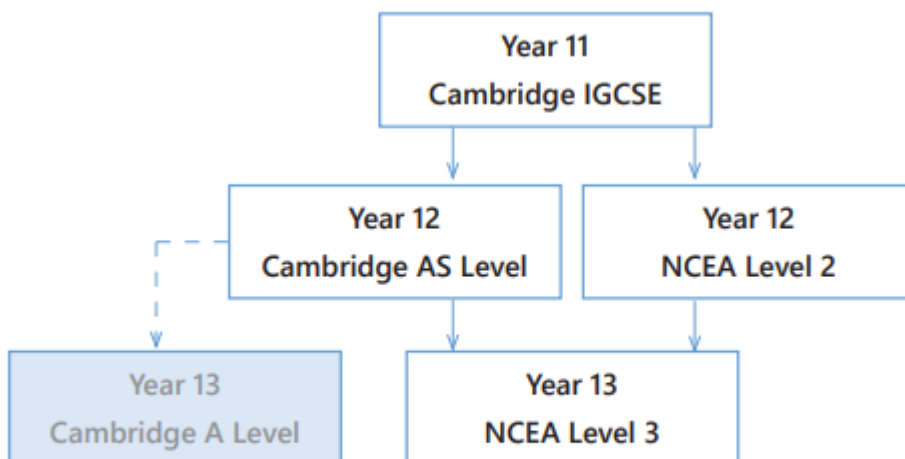 Year 11
Cambridge IGCSE
Year 12
Cambridge AS Level
Year 12
NCEA Level 2
Year 13
Cambridge A Level
Year 13
NCEA Level 3